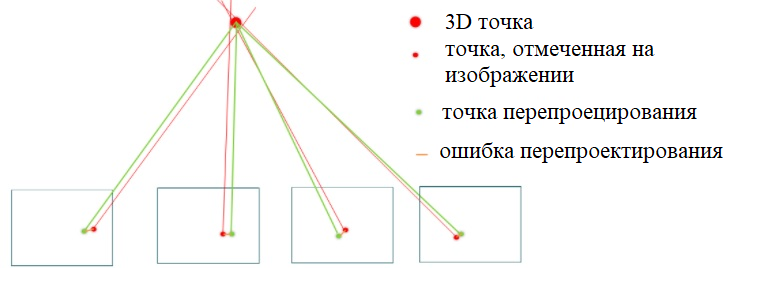 3D точка
точка, отмеченная на
изображении
точка перепроецирования
ошибка перепроектирования